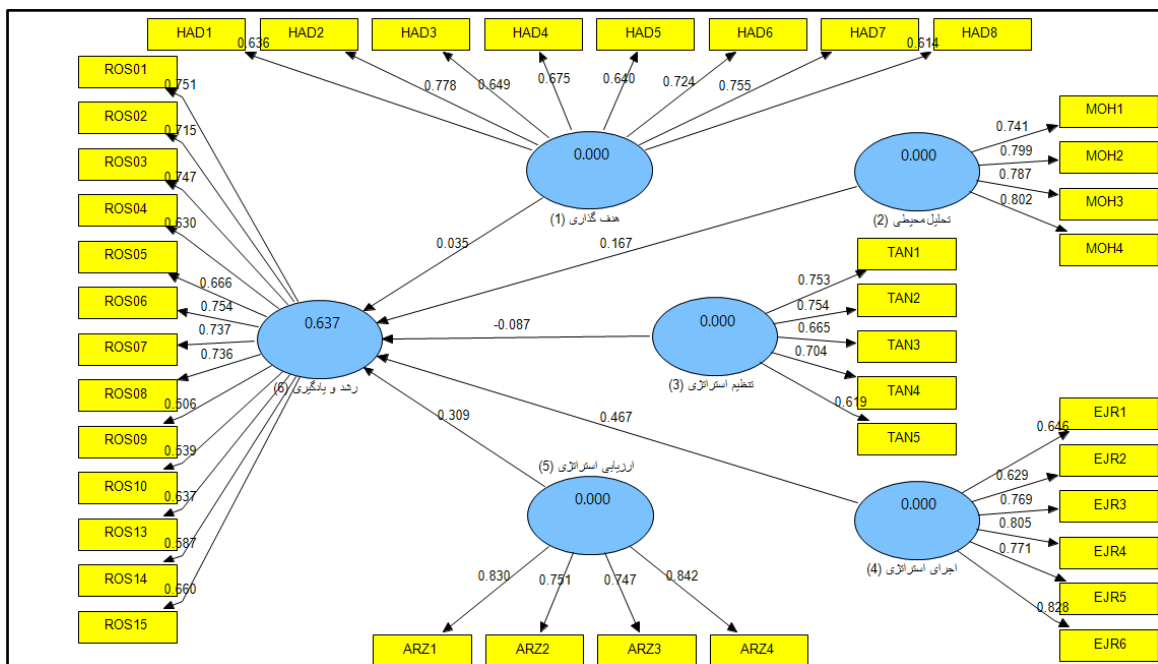 HAD1
HAD2
HAD3
HAD4
HAD5
HAD6
HAD7
HAD8
0.636
0.778
0.649
0.675
0.640
0.724
0.755
0.614
ROS01
ROS02
ROS03
ROS04
ROS05
ROS06
ROS07
ROS08
ROS09
ROS10
ROS13
ROS14
ROS15
0.751
0.715
0.747
0.630
0.666
0.754
0.737
0.736
0.506
0.539
0.637
0.587
0.660
0.000
هدف گذاری (1)
0.000
تحلیل محیطی (2)
MOH1
MOH2
MOH3
MOH4
0.741
0.799
0.787
0.802
0.035
0.167
-0.087
0.467
0.309
0.637
رشد و یادگیری (6)
0.000
تنظیم استراتژی (3)
TAN1
TAN2
TAN3
TAN4
TAN5
0.753
0.754
0.665
0.704
0.619
ارزیابی استراتژی (5)
0.000
0.830
0.751
0.747
0.842
ARZ1
ARZ2
ARZ3
ARZ4
0.000
اجرای استراتژی (4)
EJR1
EJR2
EJR3
EJR4
EJR5
EJR6
0.646
0.629
0.769
0.805
0.771
0.828